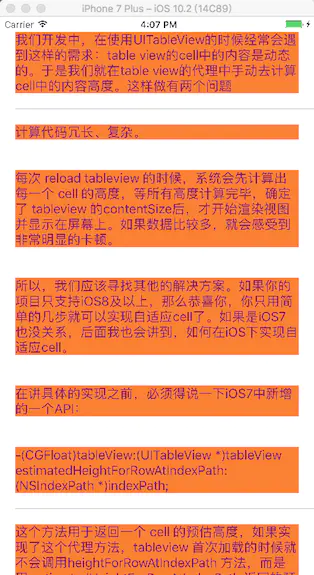 iPhone 7 Plus – iOS 10.2 (14C89)
Carrier 4:07 PM
我们开发中，在使用UITableView的时候经常会遇
到这样的需求：table view的cell中的内容是动态
的。于是我们就在table view的代理中手动去计算
cell中的内容高度。这样做有两个问题
计算代码冗长、复杂。
每次 reload tableview 的时候，系统会先计算出
每一个 cell 的高度，等所有高度计算完毕，确定
了 tableview 的contentSize后，才开始渲染视图
并显示在屏幕上。如果数据比较多，就会感受到
非常明显的卡顿。
所以，我们应该寻找其他的解决方案。如果你的
项目只支持iOS8及以上，那么恭喜你，你只用简
单的几步就可以实现自适应cell了。如果是iOS7
也没关系，后面我也会讲到，如何在iOS下实现自
适应cell。
在讲具体的实现之前，必须得说一下iOS7中新增
的一个API：
-(CGFloat)tableView:(UITableView *)tableView
estimatedHeightForRowAtIndexPath:
(NSIndexPath *)indexPath;
这个方法用于返回一个 cell 的预估高度，如果实
现了这个代理方法，tableview 首次加载的时候就
不会调用heightForRowAtIndexPath 方法，而是